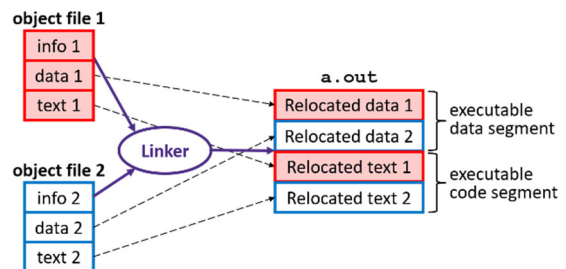 object file 1
info 1
data 1
text 1
Linker
object file 2
info 2
data 2
text 2
a.out
Relocated data 1
Relocated data 2
Relocated text 1
Relocated text 2
executable
data segment
executable
code segment